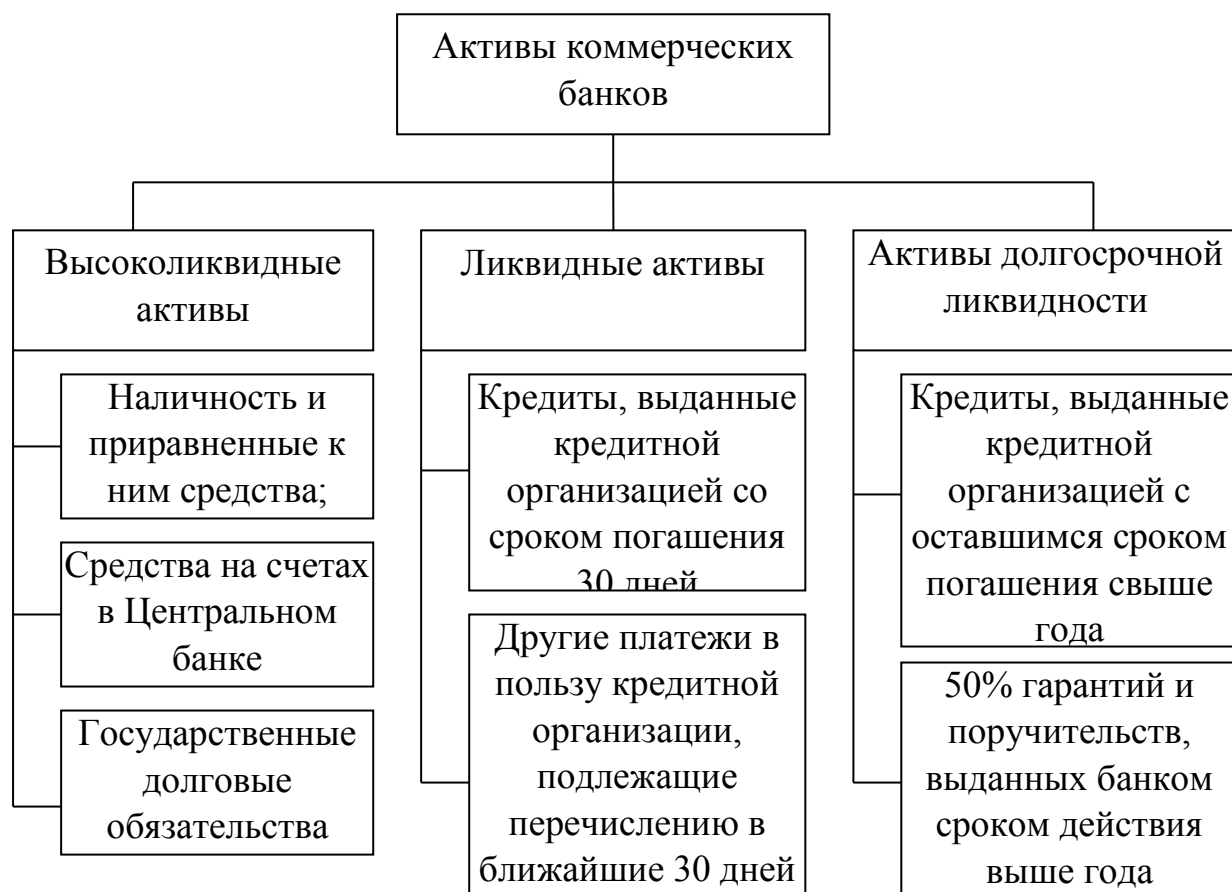 Активы коммерческих
банков
Высоколиквидные
активы
Наличность и
приравненные к
ним средства;
Средства на счетах
в Центральном
банке
Государственные
долговые
обязательства
Ликвидные активы
Кредиты, выданные
кредитной
организацией со
сроком погашения
30 дней
Другие платежи в
пользу кредитной
организации,
подлежащие
перечислению в
ближайшие 30 дней
Активы долгосрочной
ликвидности
Кредиты, выданные
кредитной
организацией с
оставшимся сроком
погашения свыше
года
50% гарантий и
поручительств,
выданных банком
сроком действия
выше года